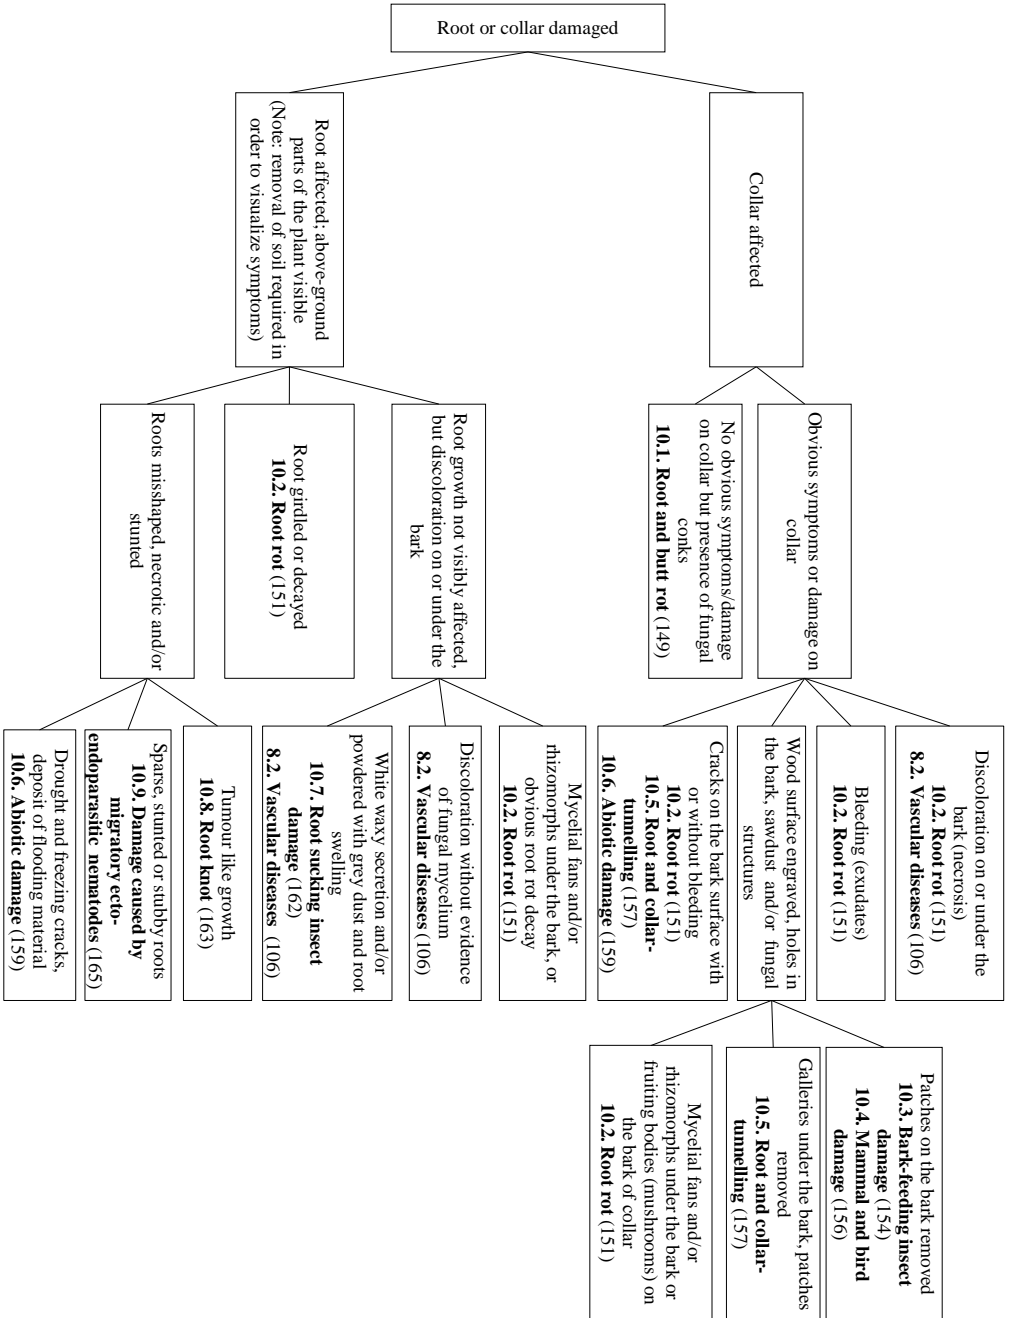 Root or collar damaged
Collar affected
Root affected; above-ground
parts of the plant visible
(Note: removal of soil required in
order to visualize symptoms)
Obvious symptoms or damage on
collar
No obvious symptoms/damage
on collar but presence of fungal
conks
10.1. Root and butt rot (149)
Root growth not visibly affected,
but discoloration on or under the
bark
Root girdled or decayed
10.2. Root rot (151)
Roots misshaped, necrotic and/or
stunted
Discoloration on or under the
bark (necrosis)
10.2. Root rot (151)
8.2. Vascular diseases (106)
Bleeding (exudates)
10.2. Root rot (151)
Wood surface engraved, holes in
the bark, sawdust and/or fungal
structures
Cracks on the bark surface with
or without bleeding
10.2. Root rot (151)
10.5. Root and collar-
tunnelling (157)
10.6. Abiotic damage (159)
Mycelial fans and/or
rhizomorphs under the bark, or
obvious root rot decay
10.2. Root rot (151)
Discoloration without evidence
of fungal mycelium
8.2. Vascular diseases (106)
White waxy secretion and/or
powdered with grey dust and root
swelling
10.7. Root sucking insect
damage (162)
8.2. Vascular diseases (106)
Tumour like growth
10.8. Root knot (163)
Sparse, stunted or stubby roots
10.9. Damage caused by
migratory ecto-
endoparasitic nematodes (165)
Drought and freezing cracks,
deposit of flooding material
10.6. Abiotic damage (159)
Patches on the bark removed
10.3. Bark-feeding insect
damage (154)
10.4. Mammal and bird
damage (156)
Galleries under the bark, patches
removed
10.5. Root and collar-
tunnelling (157)
Mycelial fans and/or
rhizomorphs under the bark or
fruiting bodies (mushrooms) on
the bark of collar
10.2. Root rot (151)